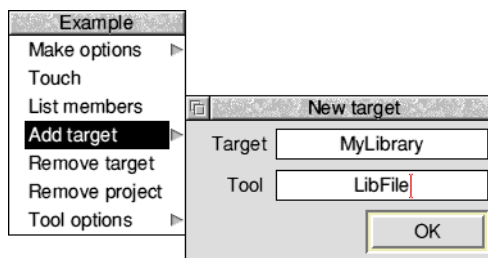 Example
Make options
Touch
List members
Add target
Remove target
Remove project
Tool options
New target
Target MyLibrary
Tool LibFile
OK